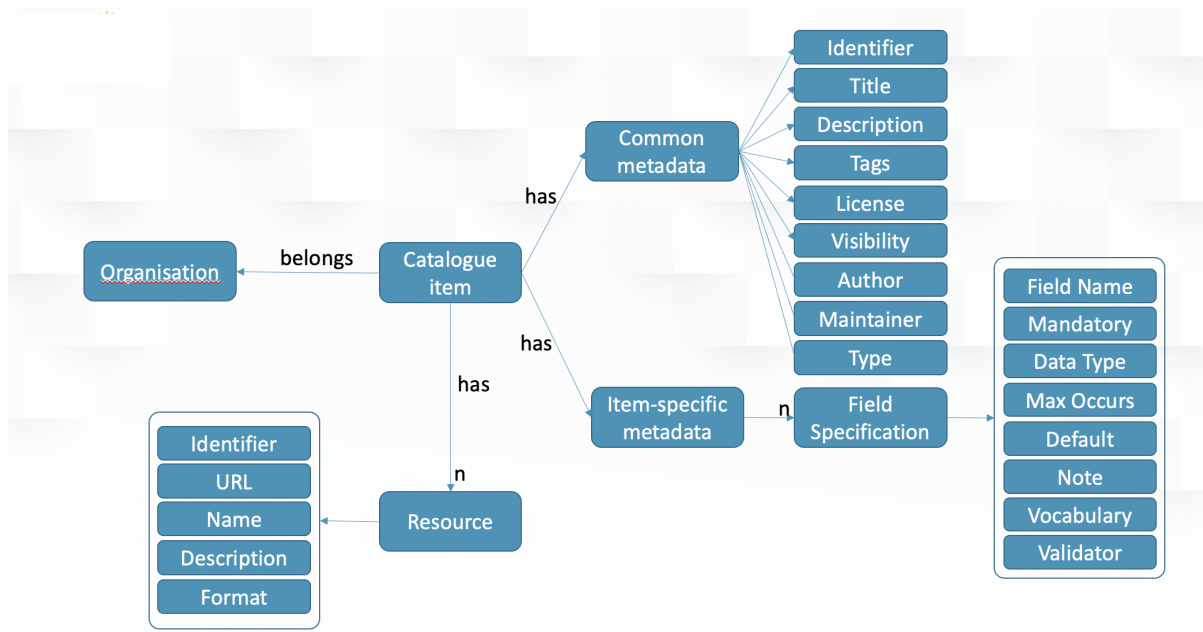 Identifier
Title
Description
Tags
License
Visibility
Author
Maintainer
Type
Common
metadata
has
belongs
Organisation
Catalogue
item
has
has
n
Item-specific
metadata
n
Field
Specification
Field Name
Mandatory
Data Type
Max Occurs
Default
Note
Vocabulary
Validator
Resource
Identifier
URL
Name
Description
Format